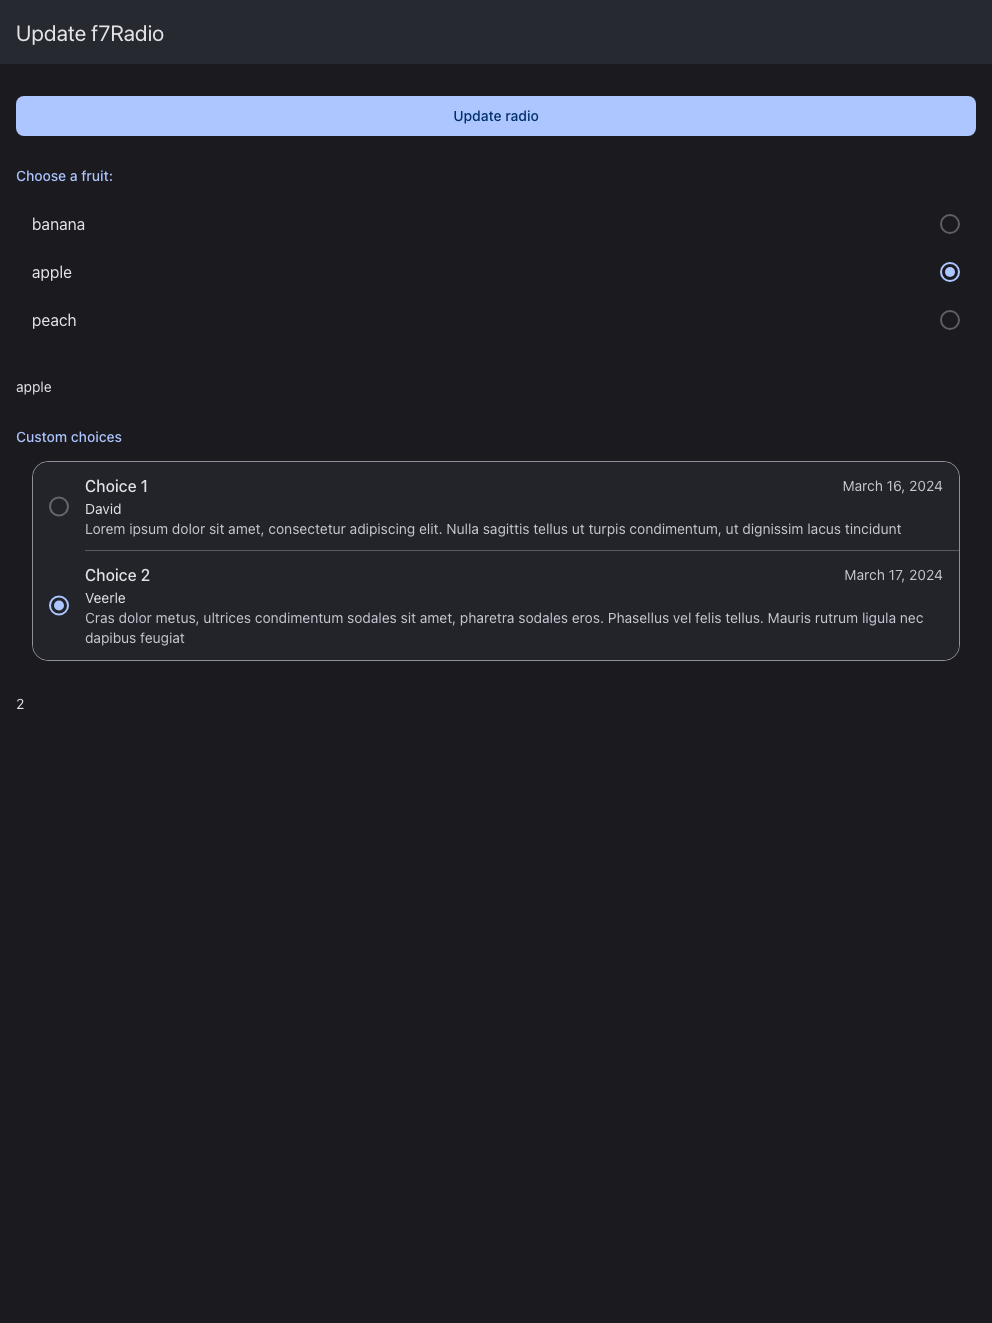 Update f7Radio
Update radio
Choose a fruit:
banana
apple
peach
apple
Custom choices
Choice 1
March 16, 2024
David
Lorem ipsum dolor sit amet, consectetur adipiscing elit. Nulla sagittis tellus ut turpis condimentum, ut dignissim lacus tincidunt
Choice 2
March 17, 2024
Veerle
Cras dolor metus, ultrices condimentum sodales sit amet, pharetra sodales eros. Phasellus vel felis tellus. Mauris rutrum ligula nec
dapibus feugiat
2